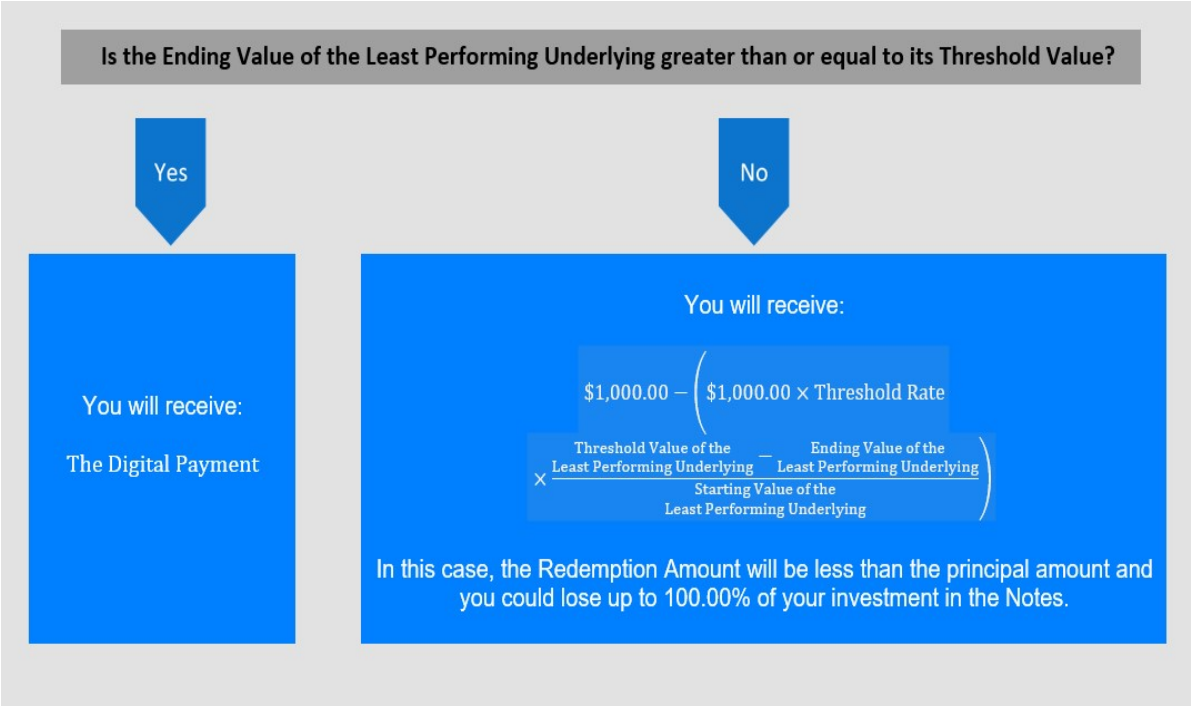 Is the Ending Value of the Least Performing Underlying greater than or equal to its Threshold Value?
Yes
No
You will receive:
The Digital Payment
You will receive:
$1,000.00 − ( $1,000.00 × Threshold Rate
Threshold Value of the − Ending Value of the
× Least Performing Underlying Least Performing Underlying )
Starting Value of the
Least Performing Underlying
In this case, the Redemption Amount will be less than the principal amount and
you could lose up to 100.00% of your investment in the Notes.